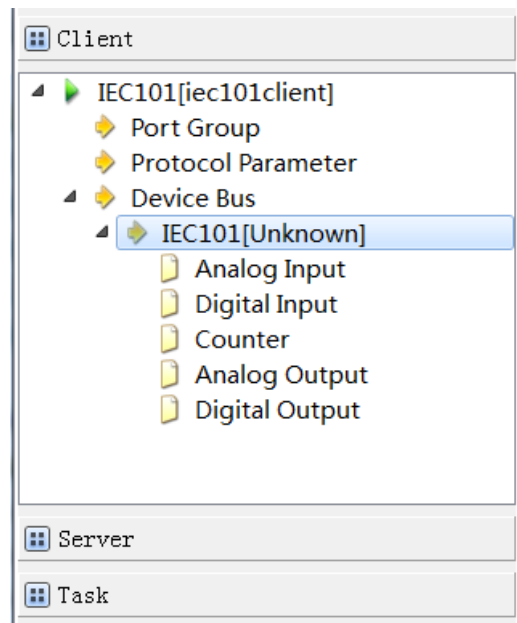 Client
IEC101[iec101client]
Port Group
Protocol Parameter
Device Bus
IEC101[Unknown]
Analog Input
Digital Input
Counter
Analog Output
Digital Output
Server
Task